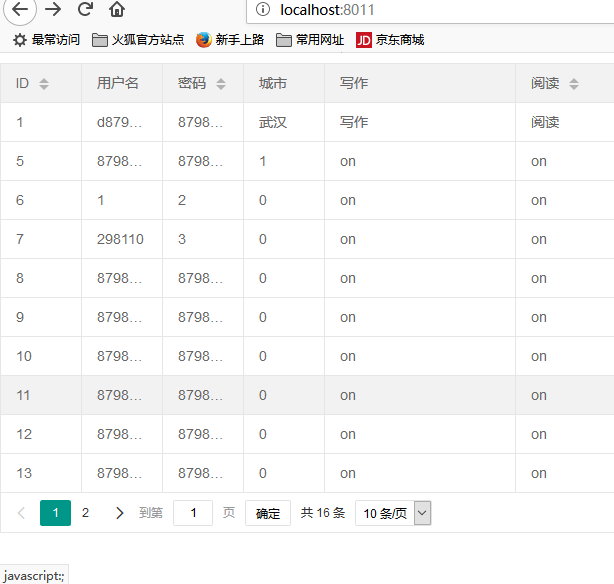 localhost:8011
最常访问 火狐官方站点 新手上路 常用网址 JD 京东商城
ID 用户名 密码 城市 写作 阅读
1 d879... 8798... 武汉 写作 阅读
5 8798... 8798... 1 on on
6 1 2 0 on on
7 298110 3 0 on on
8 8798... 8798... 0 on on
9 8798... 8798... 0 on on
10 8798... 8798... 0 on on
11 8798... 8798... 0 on on
12 8798... 8798... 0 on on
13 8798... 8798... 0 on on
1 2 到第 1 页 确定 共 16 条 10 条/页
javascript:;